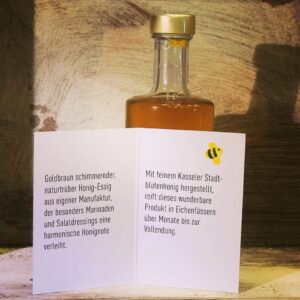 Goldbraun schimmernder,
naturtrüber Honig-Essig
aus eigener Manufaktur,
der besonders Marinaden
und Salatdressings eine
harmonische Honignote
verleiht.
Mit feinem Kasseler Stadt-
blütenhonig hergestellt,
reift dieses wunderbare
Produkt in Eichenfässern
über Monate bis zur
Vollendung.